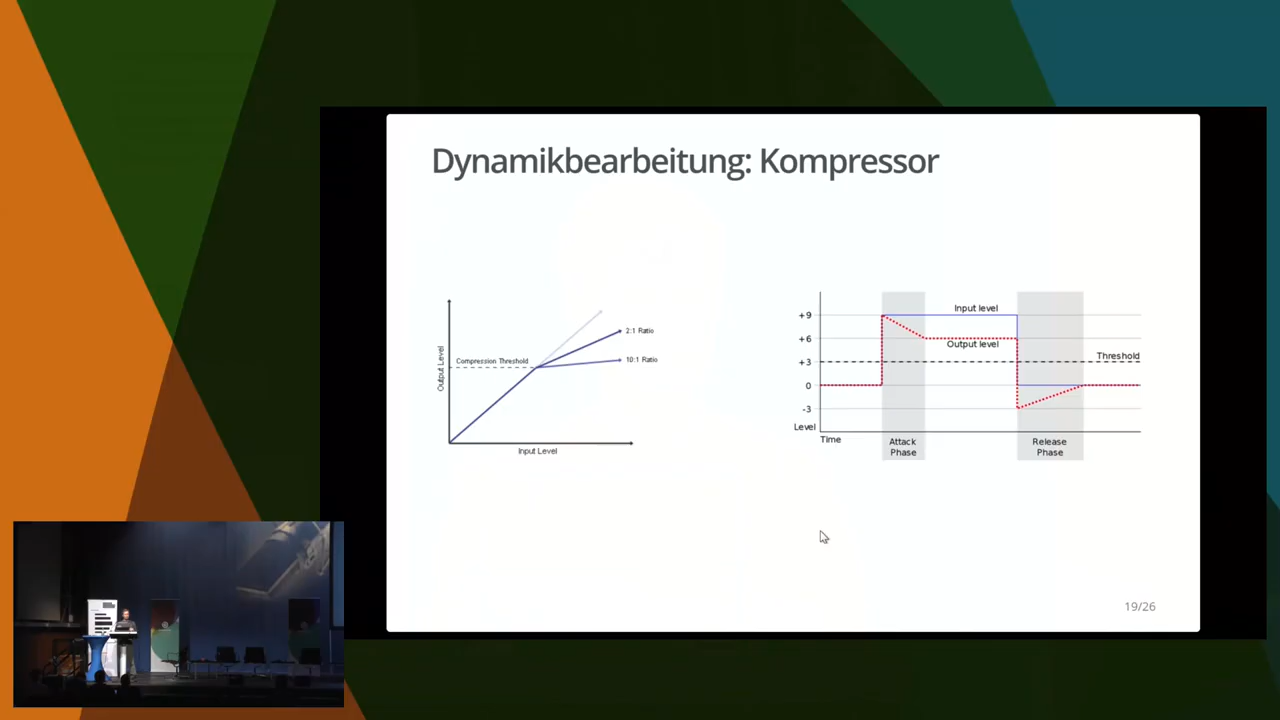 Dynamikbearbeitung: Kompressor
Output Level
Compression Threshold
2:1 Ratio
10:1 Ratio
Input Level
+9
+6
+3
0
-3
Level
Time
Input level
Output level
Threshold
Attack
Phase
Release
Phase
19/26